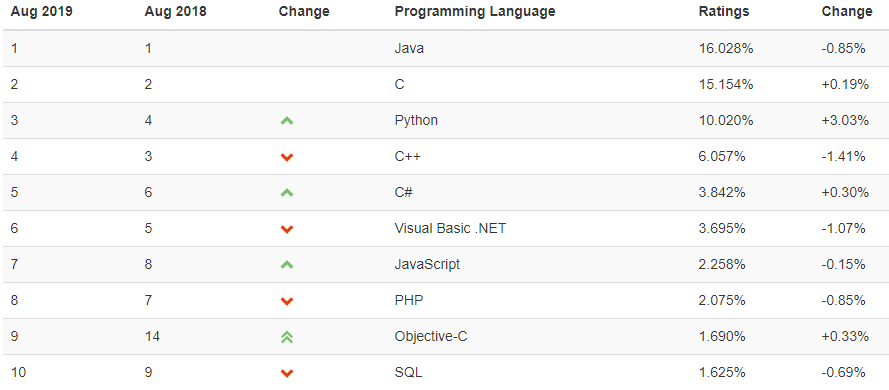 Aug 2019 Aug 2018 Change Programming Language Ratings Change
1 1 Java 16.028% -0.85%
2 2 C 15.154% +0.19%
3 4 Python 10.020% +3.03%
4 3 C++ 6.057% -1.41%
5 6 C# 3.842% +0.30%
6 5 Visual Basic .NET 3.695% -1.07%
7 8 JavaScript 2.258% -0.15%
8 7 PHP 2.075% -0.85%
9 14 Objective-C 1.690% +0.33%
10 9 SQL 1.625% -0.69%